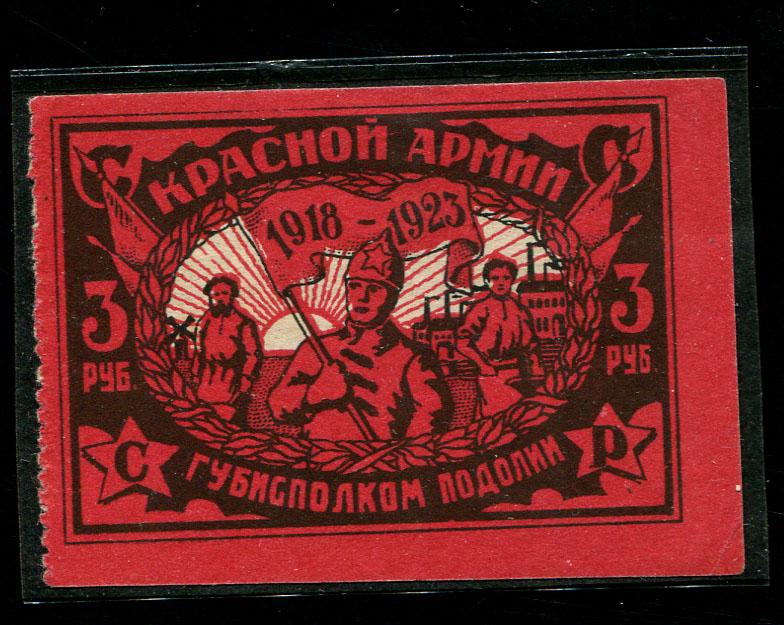 КРАСНОЙ АРМИИ
С С
1918 - 1923
3 3
РУБ. РУБ
С Р
ГУБИСПОЛКОМ ПОДОЛИИ